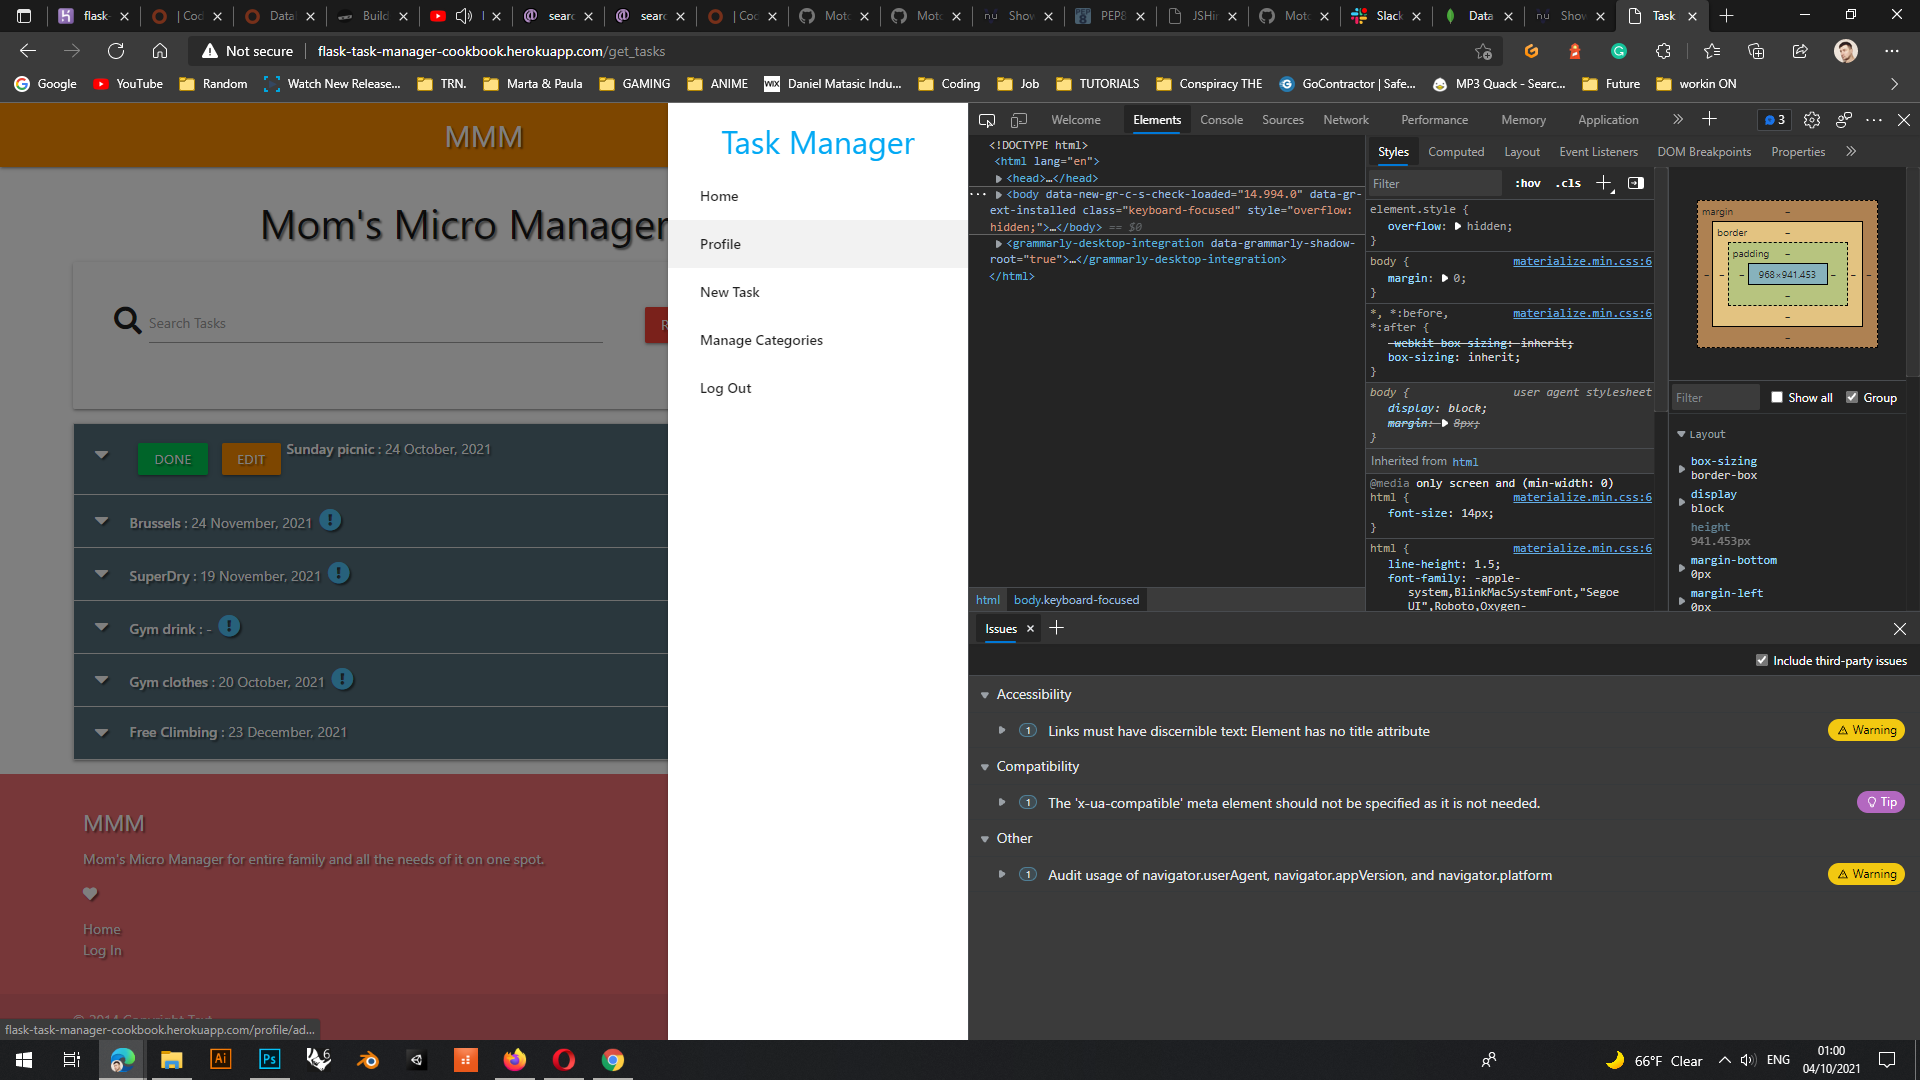 flask-
| Cod
Data
Build
searc
searc
| Cod
Moto
Moto
Show
PEP8
JSHin
Moto
Slack
Data
Show
Task
Not secure
flask-task-manager-cookbook.herokuapp.com/get_tasks
Google
YouTube
Random
Watch New Release...
TRN.
Marta & Paula
GAMING
ANIME
WIX
Daniel Matasic Indu...
Coding
Job
TUTORIALS
Conspiracy THE
GoContractor | Safe...
MP3 Quack - Searc...
Future
workin ON
MMM
Mom's Micro Manager
Search Tasks
R
DONE
EDIT
Sunday picnic : 24 October, 2021
Brussels : 24 November, 2021
SuperDry : 19 November, 2021
Gym drink : -
Gym clothes : 20 October, 2021
Free Climbing : 23 December, 2021
MMM
Mom's Micro Manager for entire family and all the needs of it on one spot.
Home
Log In
© 2014 Copyright Text
flask-task-manager-cookbook.herokuapp.com/profile/ad...
Task Manager
Home
Profile
New Task
Manage Categories
Log Out
Welcome
Elements
Console
Sources
Network
Performance
Memory
Application
3
<!DOCTYPE html>
<html lang="en">
<head>…</head>
<body data-new-gr-c-s-check-loaded="14.994.0" data-gr-
ext-installed class="keyboard-focused" style="overflow:
hidden;">…</body> == $0
<grammarly-desktop-integration data-grammarly-shadow-
root="true">…</grammarly-desktop-integration>
</html>
html
body.keyboard-focused
Styles
Computed
Layout
Event Listeners
DOM Breakpoints
Properties
Filter
:hov
.cls
element.style {
overflow: hidden;
}
body {
materialize.min.css:6
margin: 0;
}
*, *:before,
materialize.min.css:6
*:after {
-webkit-box-sizing: inherit;
box-sizing: inherit;
}
body {
user agent stylesheet
display: block;
margin: 8px;
}
Inherited from html
@media only screen and (min-width: 0)
html {
materialize.min.css:6
font-size: 14px;
}
html {
materialize.min.css:6
line-height: 1.5;
font-family: -apple-
system,BlinkMacSystemFont,"Segoe
UI",Roboto,Oxygen-
margin
border
padding
968×941.453
Filter
Show all
Group
Layout
box-sizing
border-box
display
block
height
941.453px
margin-bottom
0px
margin-left
0px
Issues
Include third-party issues
Accessibility
1
Links must have discernible text: Element has no title attribute
Warning
Compatibility
1
The 'x-ua-compatible' meta element should not be specified as it is not needed.
Tip
Other
1
Audit usage of navigator.userAgent, navigator.appVersion, and navigator.platform
Warning
Ai
Ps
6
66°F Clear
ENG
01:00
04/10/2021